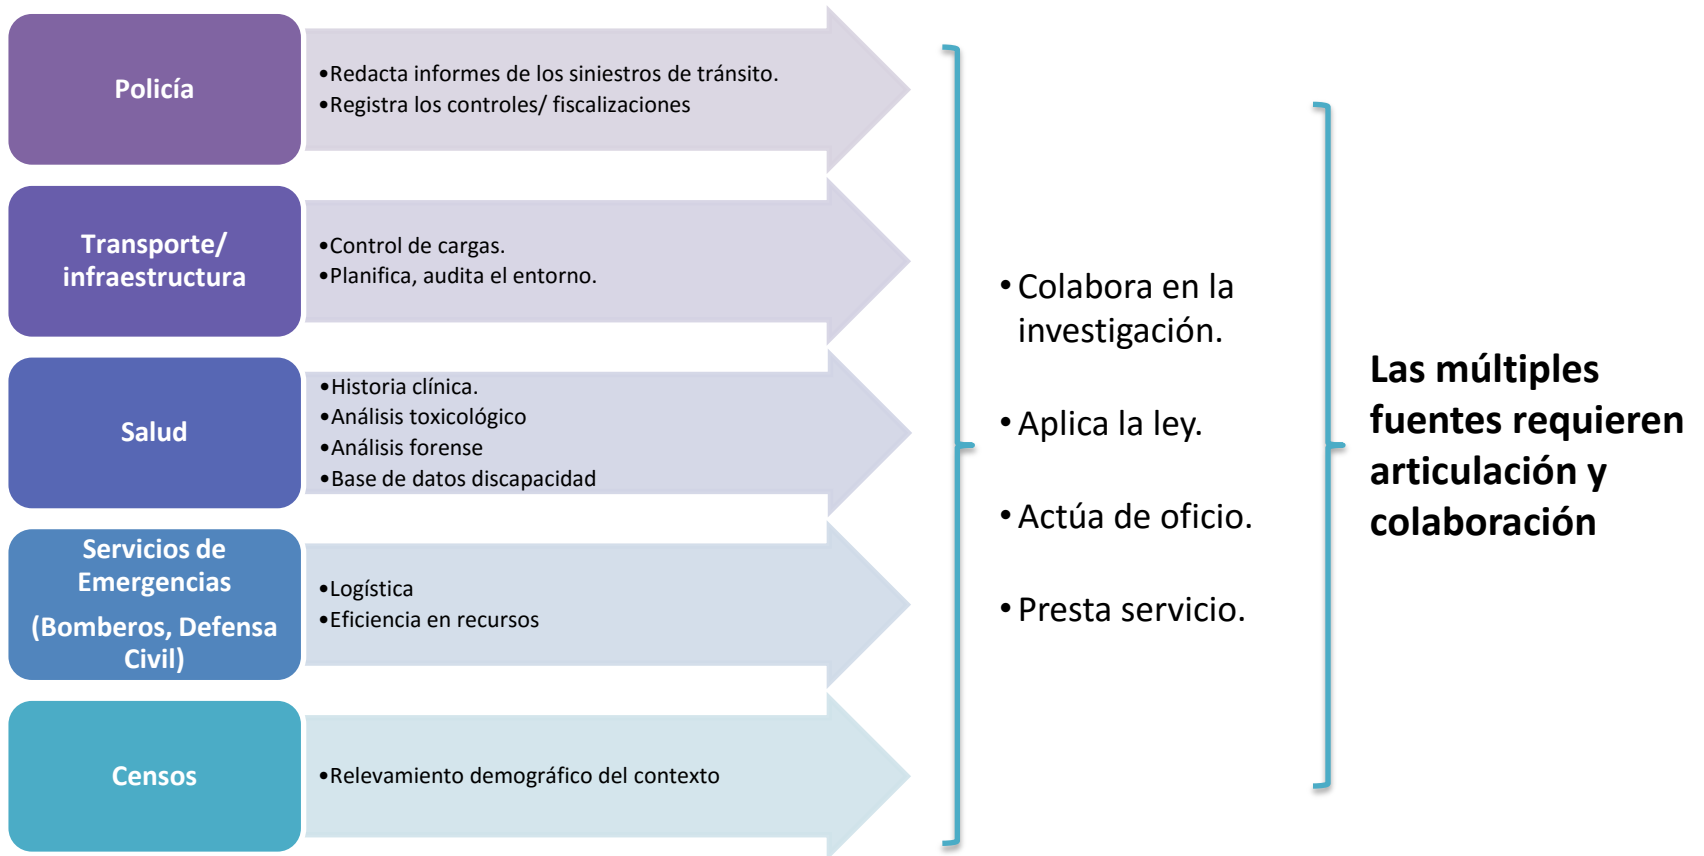 Policía
•Redacta informes de los siniestros de tránsito.
•Registra los controles/ fiscalizaciones
Transporte/
infraestructura
•Control de cargas.
•Planifica, audita el entorno.
Salud
•Historia clínica.
•Análisis toxicológico
•Análisis forense
•Base de datos discapacidad
Servicios de
Emergencias
(Bomberos, Defensa
Civil)
•Logística
•Eficiencia en recursos
Censos
•Relevamiento demográfico del contexto
•Colabora en la
investigación.
•Aplica la ley.
•Actúa de oficio.
•Presta servicio.
Las múltiples
fuentes requieren
articulación y
colaboración